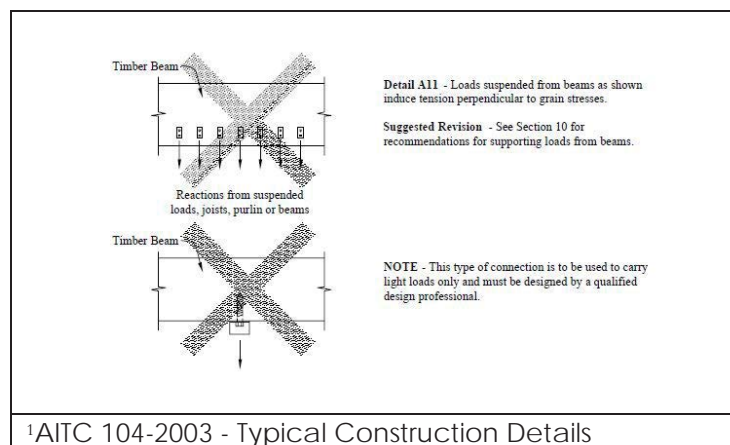 Timber Beam
Detail A11 - Loads suspended from beams as shown
induce tension perpendicular to grain stresses.
Suggested Revision - See Section 10 for
recommendations for supporting loads from beams.
Reactions from suspended
loads, joists, purlin or beams
Timber Beam
NOTE - This type of connection is to be used to carry
light loads only and must be designed by a qualified
design professional.
¹AITC 104-2003 - Typical Construction Details